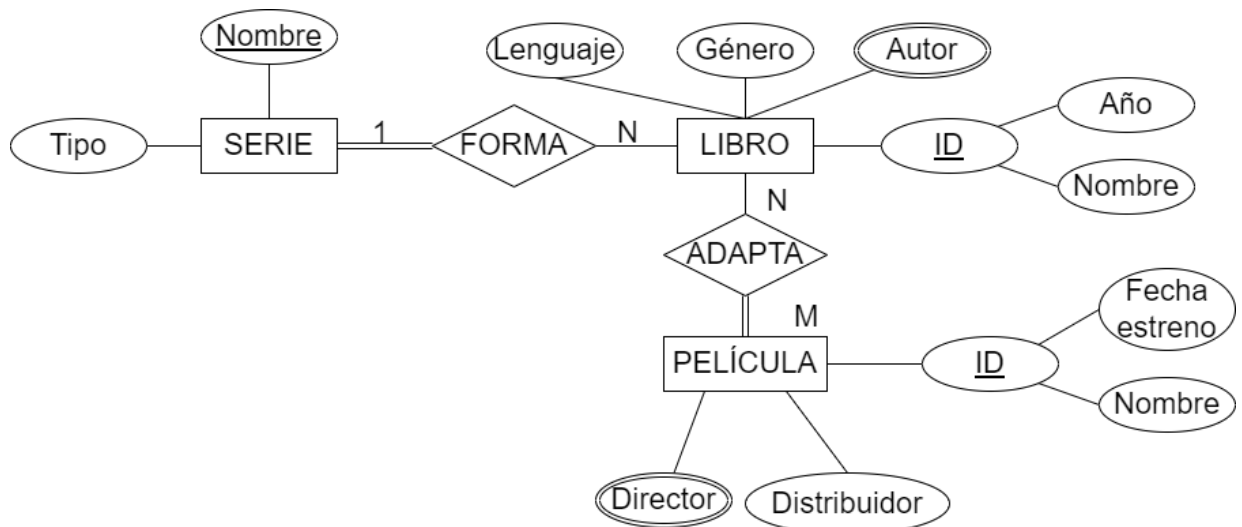 Nombre
Lenguaje
Género
Autor
Tipo
SERIE
1
FORMA
N
LIBRO
ID
Año
Nombre
N
ADAPTA
M
PELÍCULA
ID
Fecha
estreno
Nombre
Director
Distribuidor